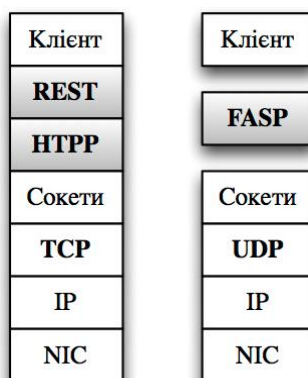 Клієнт
REST
HTPP
Сокети
TCP
IP
NIC
Клієнт
FASP
Сокети
UDP
IP
NIC